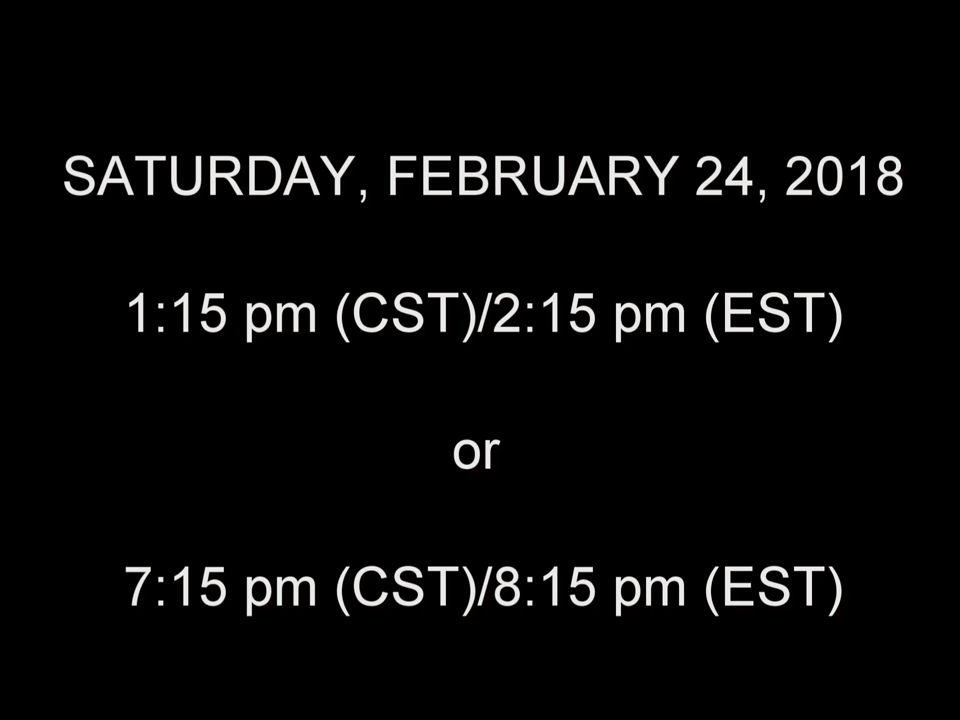 SATURDAY, FEBRUARY 24, 2018
1:15 pm (CST)/2:15 pm (EST)
or
7:15 pm (CST)/8:15 pm (EST)